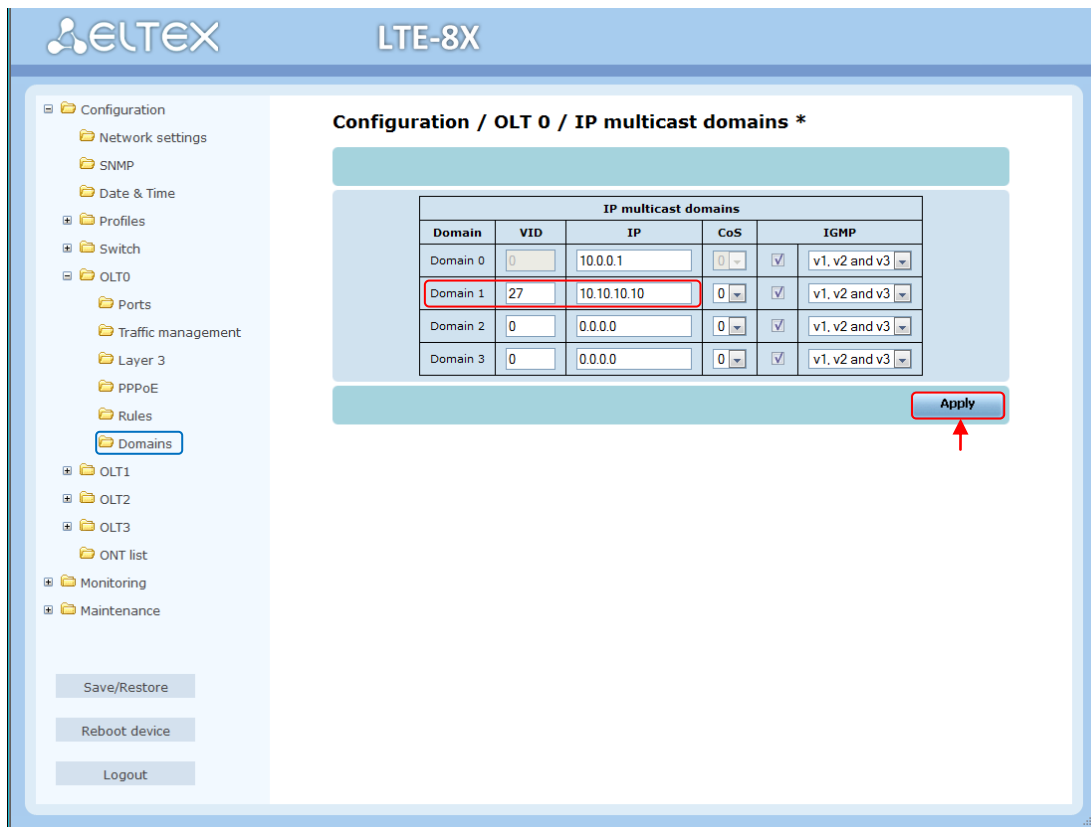 ELTEX LTE-8X
Configuration
Network settings
SNMP
Date & Time
Profiles
Switch
OLT0
Ports
Traffic management
Layer 3
PPPoE
Rules
Domains
OLT1
OLT2
OLT3
ONT list
Monitoring
Maintenance
Save/Restore
Reboot device
Logout
Configuration / OLT 0 / IP multicast domains *
IP multicast domains
Domain VID IP CoS IGMP
Domain 0 0 10.0.0.1 0 v1, v2 and v3
Domain 1 27 10.10.10.10 0 v1, v2 and v3
Domain 2 0 0.0.0.0 0 v1, v2 and v3
Domain 3 0 0.0.0.0 0 v1, v2 and v3
Apply